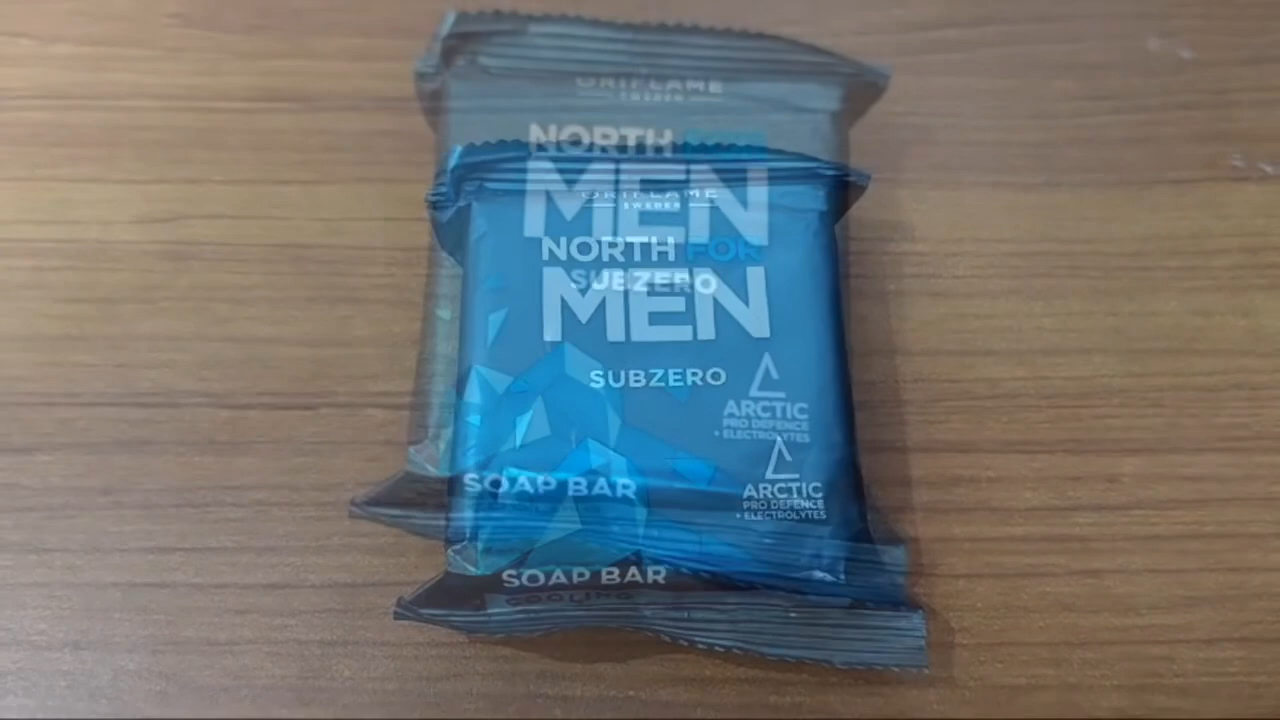 ORIFLAME
SWEDEN
NORTH FOR
MEN
SUBZERO
ORIFLAME
SWEDEN
NORTH FOR
MEN
SUBZERO
ARCTIC
PRO DEFENCE
+ ELECTROLYTES
SOAP BAR
ARCTIC
PRO DEFENCE
+ ELECTROLYTES
SOAP BAR
COOLING